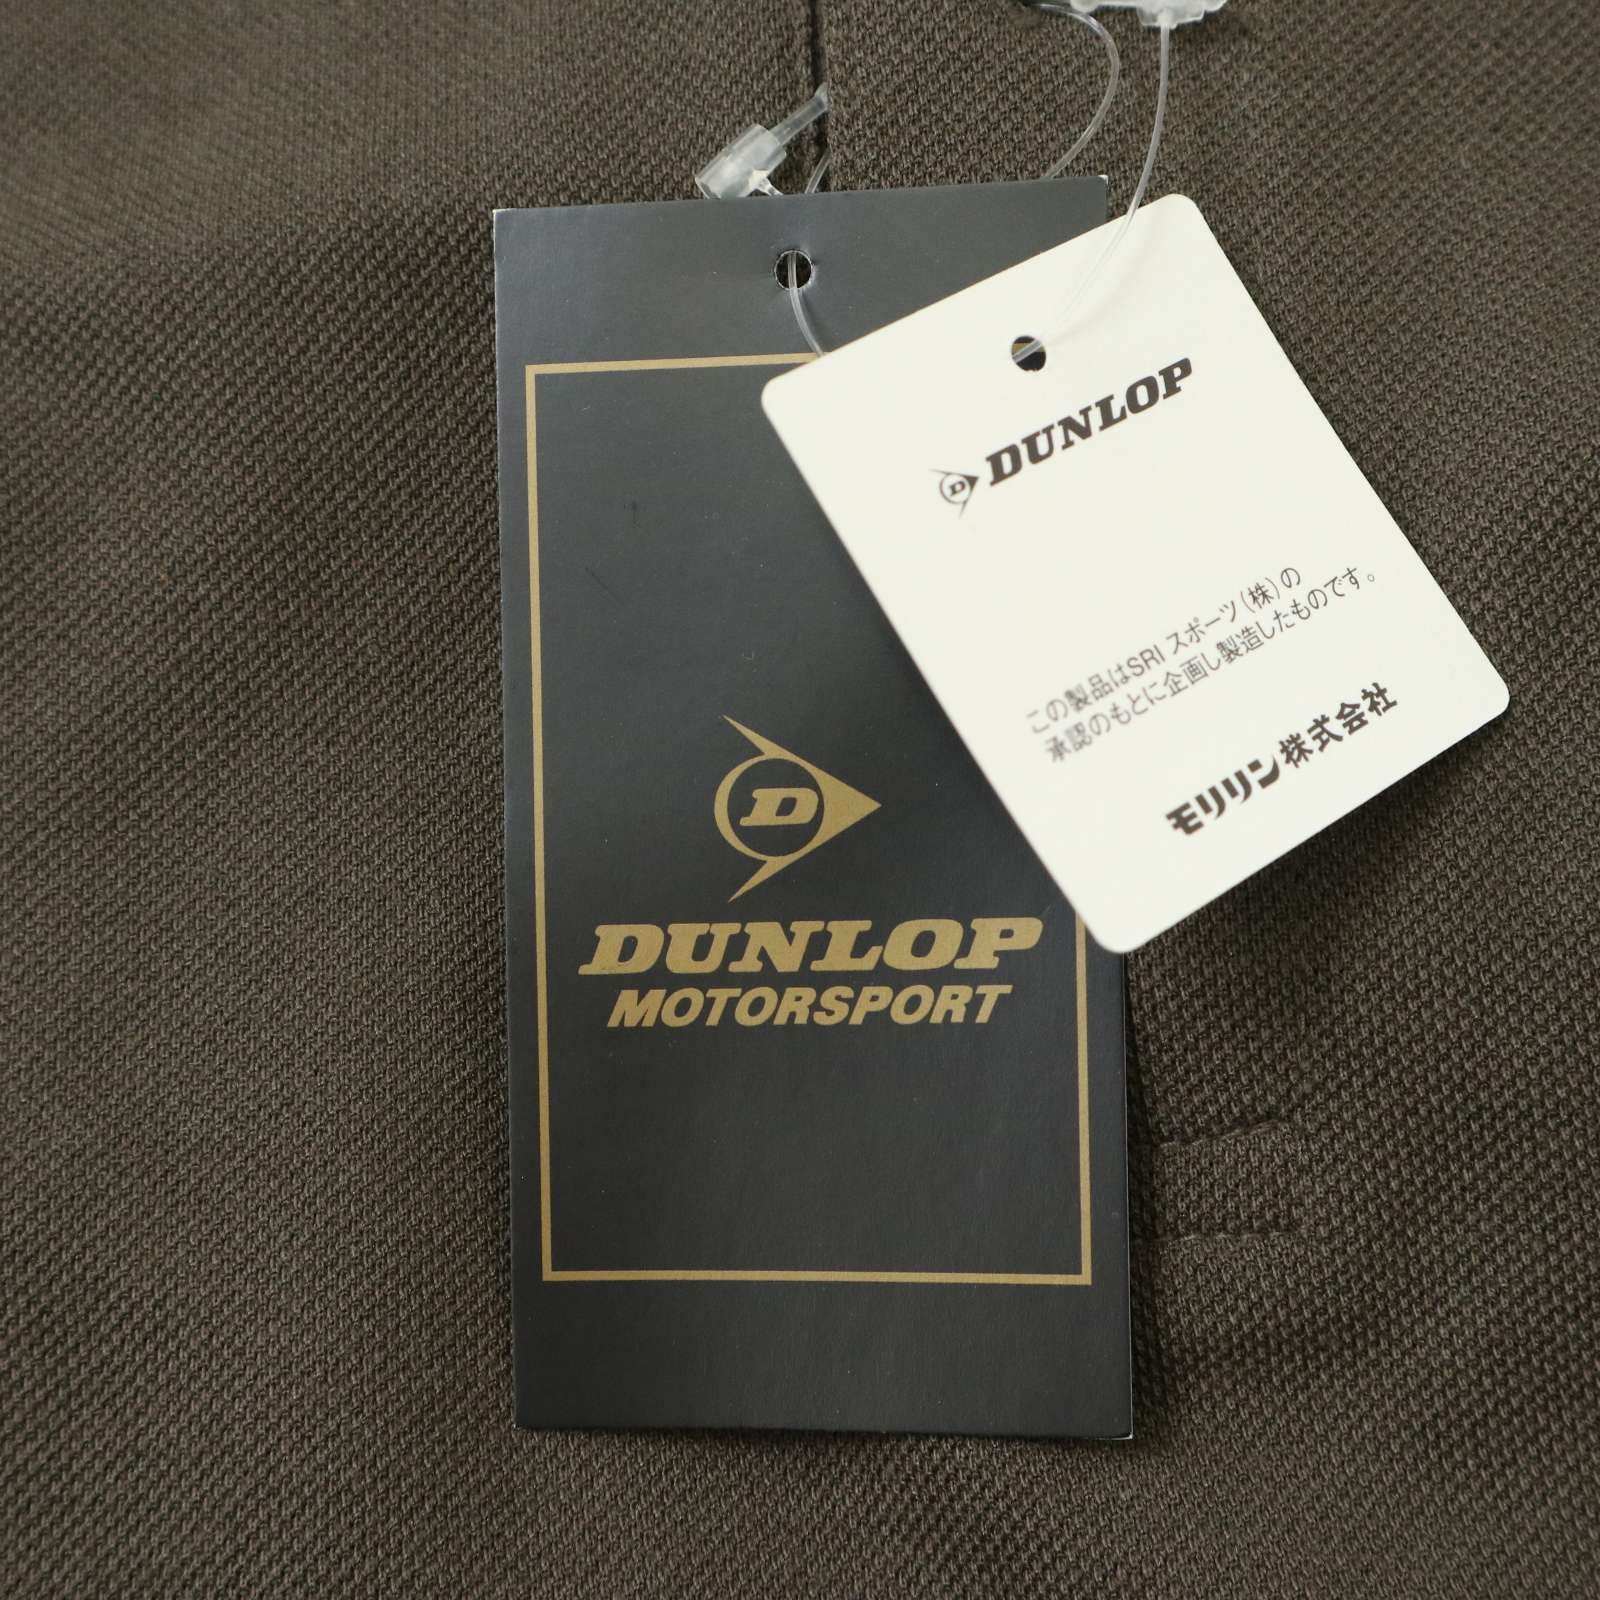 DUNLOP
この製品はSRI スポーツ(株)の
承認のもとに企画し製造したものです。
モリリン株式会社
D
DUNLOP
MOTORSPORT